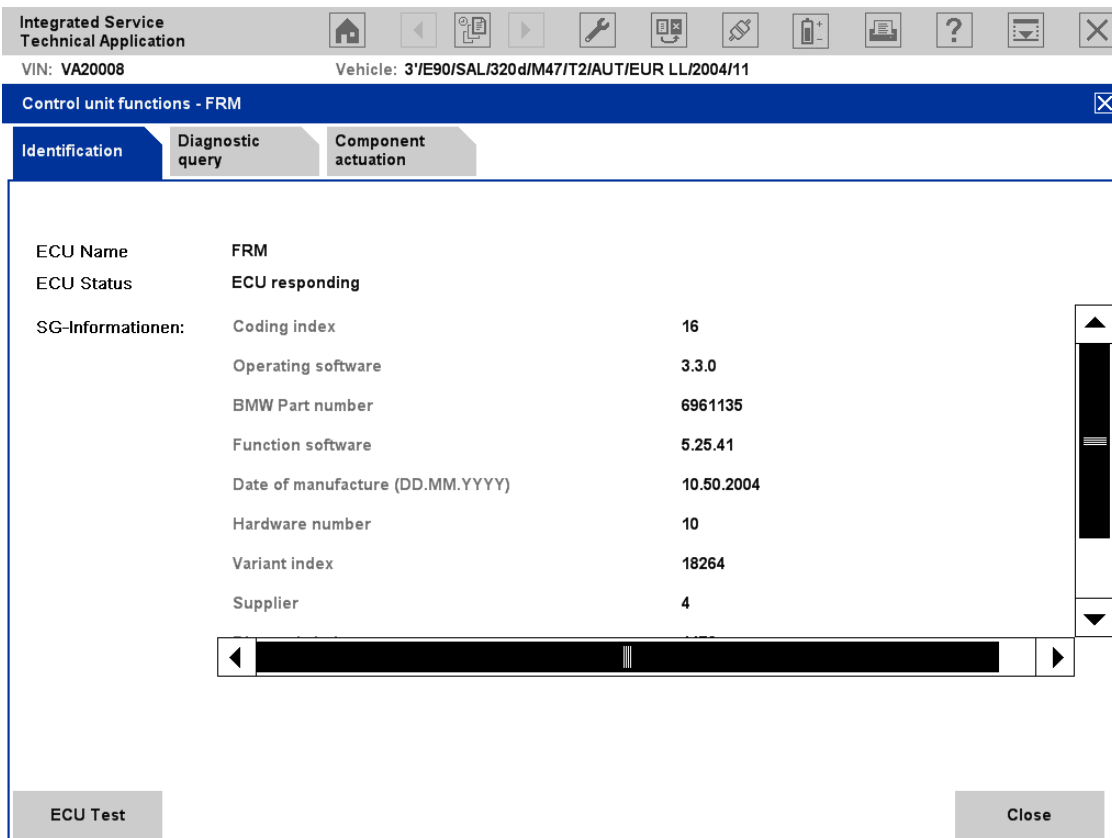 Integrated Service
Technical Application
VIN: VA20008 Vehicle: 3'/E90/SAL/320d/M47/T2/AUT/EUR LL/2004/11
Control unit functions - FRM
Identification
Diagnostic
query
Component
actuation
ECU Name FRM
ECU Status ECU responding
SG-Informationen: Coding index 16
Operating software 3.3.0
BMW Part number 6961135
Function software 5.25.41
Date of manufacture (DD.MM.YYYY) 10.50.2004
Hardware number 10
Variant index 18264
Supplier 4
ECU Test Close